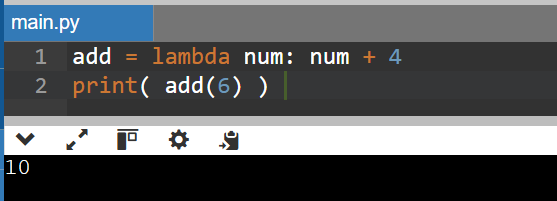 main.py
1 add = lambda num: num + 4
2 print( add(6) )
10